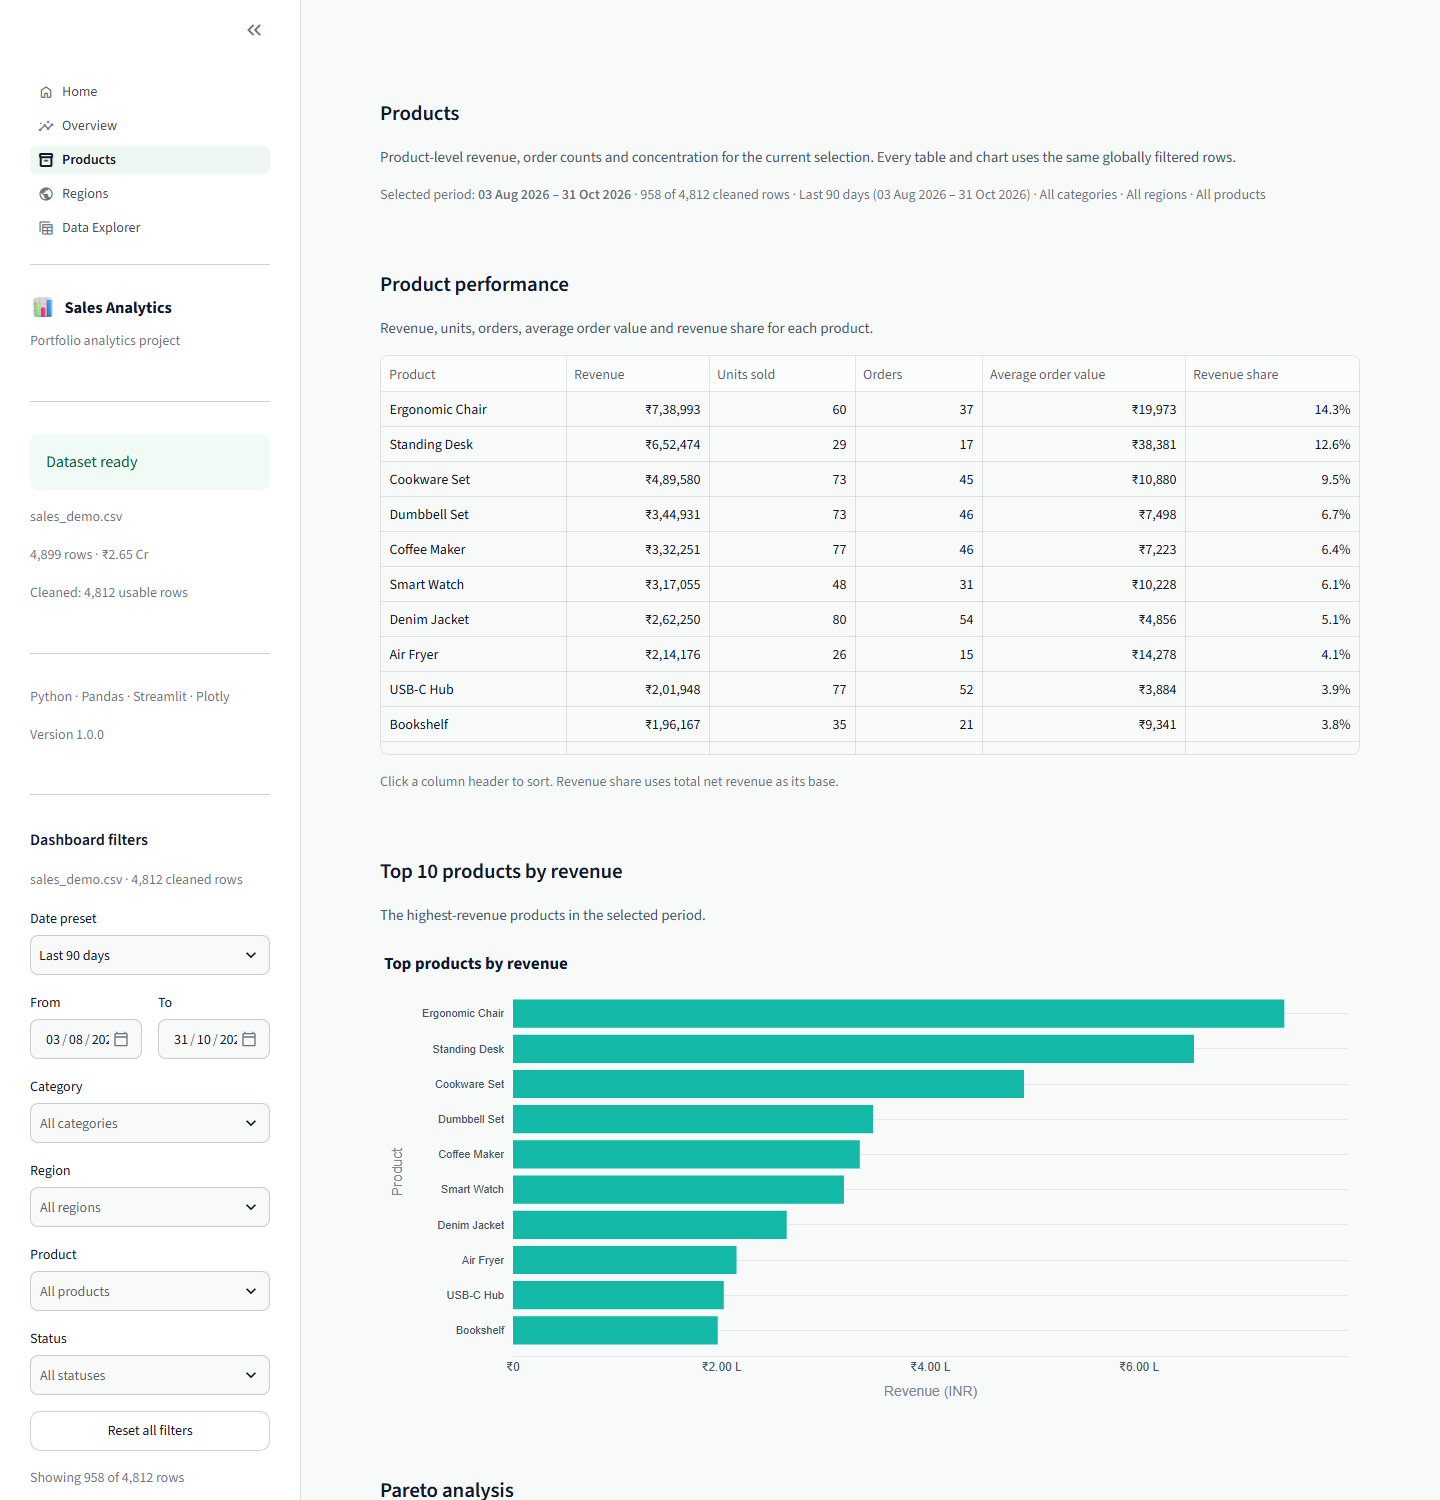 Home
Overview
Products
Regions
Data Explorer
Sales Analytics
Portfolio analytics project
Dataset ready
sales_demo.csv
4,899 rows · ₹2.65 Cr
Cleaned: 4,812 usable rows
Python · Pandas · Streamlit · Plotly
Version 1.0.0
Dashboard filters
sales_demo.csv · 4,812 cleaned rows
Date preset
Last 90 days
From To
03/08/202 31/10/202
Category
All categories
Region
All regions
Product
All products
Status
All statuses
Reset all filters
Showing 958 of 4,812 rows
Products
Product-level revenue, order counts and concentration for the current selection. Every table and chart uses the same globally filtered rows.
Selected period: 03 Aug 2026 – 31 Oct 2026 · 958 of 4,812 cleaned rows · Last 90 days (03 Aug 2026 – 31 Oct 2026) · All categories · All regions · All products
Product performance
Revenue, units, orders, average order value and revenue share for each product.
Product Revenue Units sold Orders Average order value Revenue share
Ergonomic Chair ₹7,38,993 60 37 ₹19,973 14.3%
Standing Desk ₹6,52,474 29 17 ₹38,381 12.6%
Cookware Set ₹4,89,580 73 45 ₹10,880 9.5%
Dumbbell Set ₹3,44,931 73 46 ₹7,498 6.7%
Coffee Maker ₹3,32,251 77 46 ₹7,223 6.4%
Smart Watch ₹3,17,055 48 31 ₹10,228 6.1%
Denim Jacket ₹2,62,250 80 54 ₹4,856 5.1%
Air Fryer ₹2,14,176 26 15 ₹14,278 4.1%
USB-C Hub ₹2,01,948 77 52 ₹3,884 3.9%
Bookshelf ₹1,96,167 35 21 ₹9,341 3.8%
Click a column header to sort. Revenue share uses total net revenue as its base.
Top 10 products by revenue
The highest-revenue products in the selected period.
Top products by revenue
Product
Ergonomic Chair
Standing Desk
Cookware Set
Dumbbell Set
Coffee Maker
Smart Watch
Denim Jacket
Air Fryer
USB-C Hub
Bookshelf
₹0 ₹2.00 L ₹4.00 L ₹6.00 L
Revenue (INR)
Pareto analysis